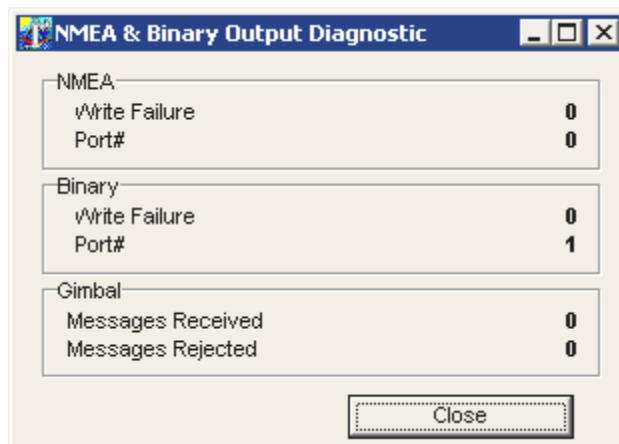 NMEA & Binary Output Diagnostic
NMEA
Write Failure 0
Port# 0
Binary
Write Failure 0
Port# 1
Gimbal
Messages Received 0
Messages Rejected 0
Close